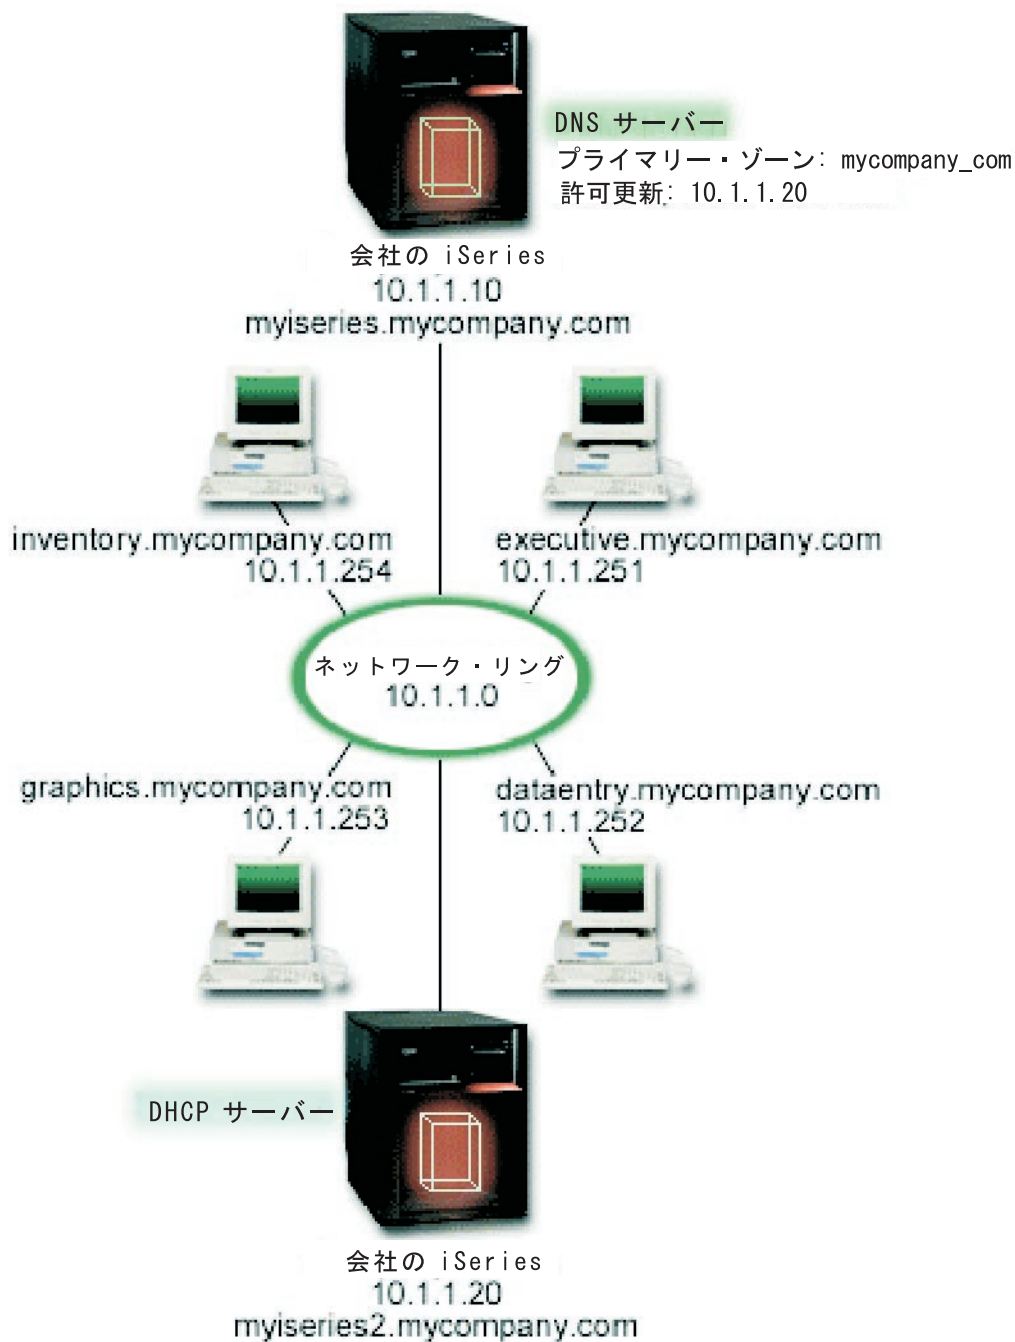 DNS サーバー
プライマリー・ゾーン: mycompany_com
許可更新: 10.1.1.20
会社の iSeries
10.1.1.10
myiseries.mycompany.com
inventory.mycompany.com
10.1.1.254
executive.mycompany.com
10.1.1.251
ネットワーク・リング
10.1.1.0
graphics.mycompany.com
10.1.1.253
dataentry.mycompany.com
10.1.1.252
DHCP サーバー
会社の iSeries
10.1.1.20
myiseries2.mycompany.com